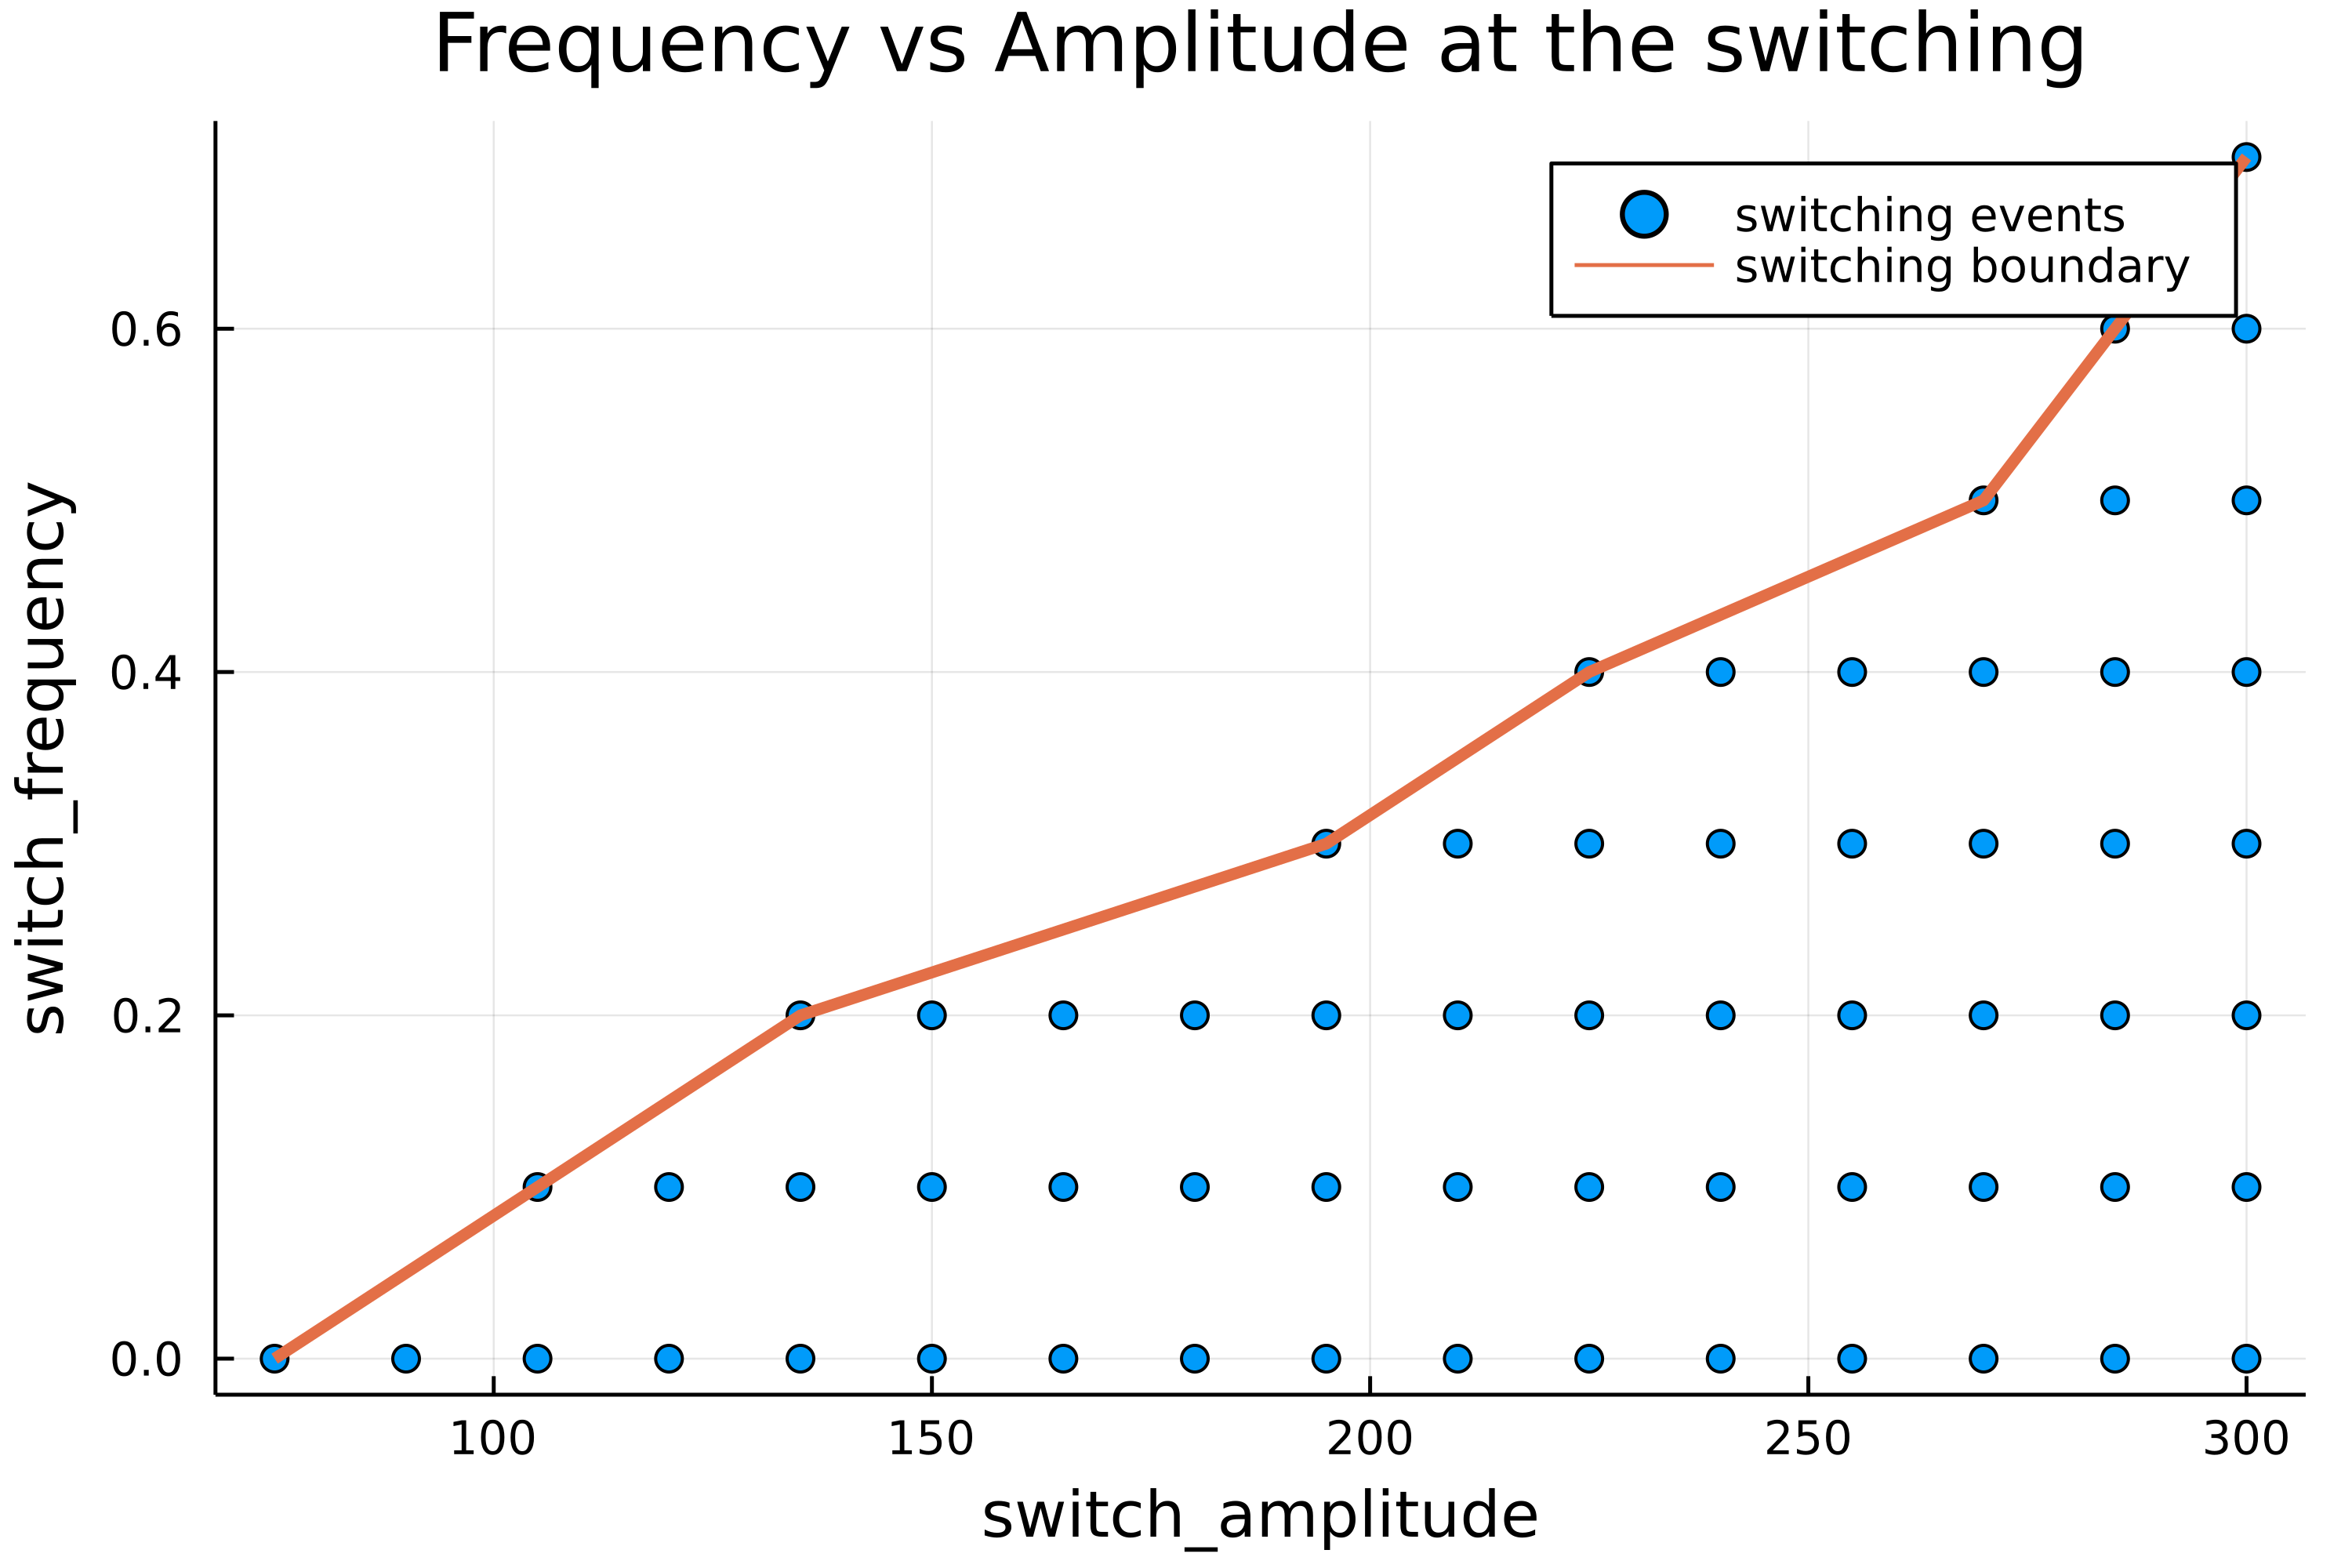 Frequency vs Amplitude at the switching
switching events
switching boundary
switch_frequency
0.6
0.4
0.2
0.0
100 150 200 250 300
switch_amplitude